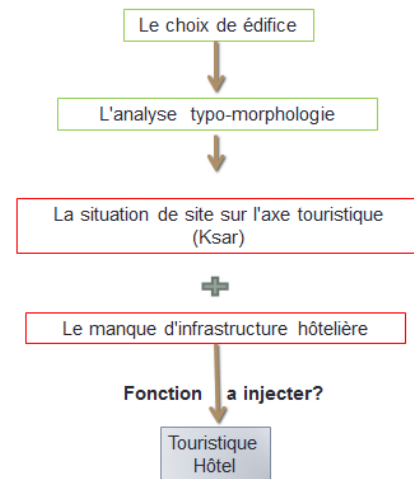 Le choix de édifice
L'analyse typo-morphologie
La situation de site sur l'axe touristique
(Ksar)
Le manque d'infrastructure hôtelière
Fonction a injecter?
Touristique
Hôtel